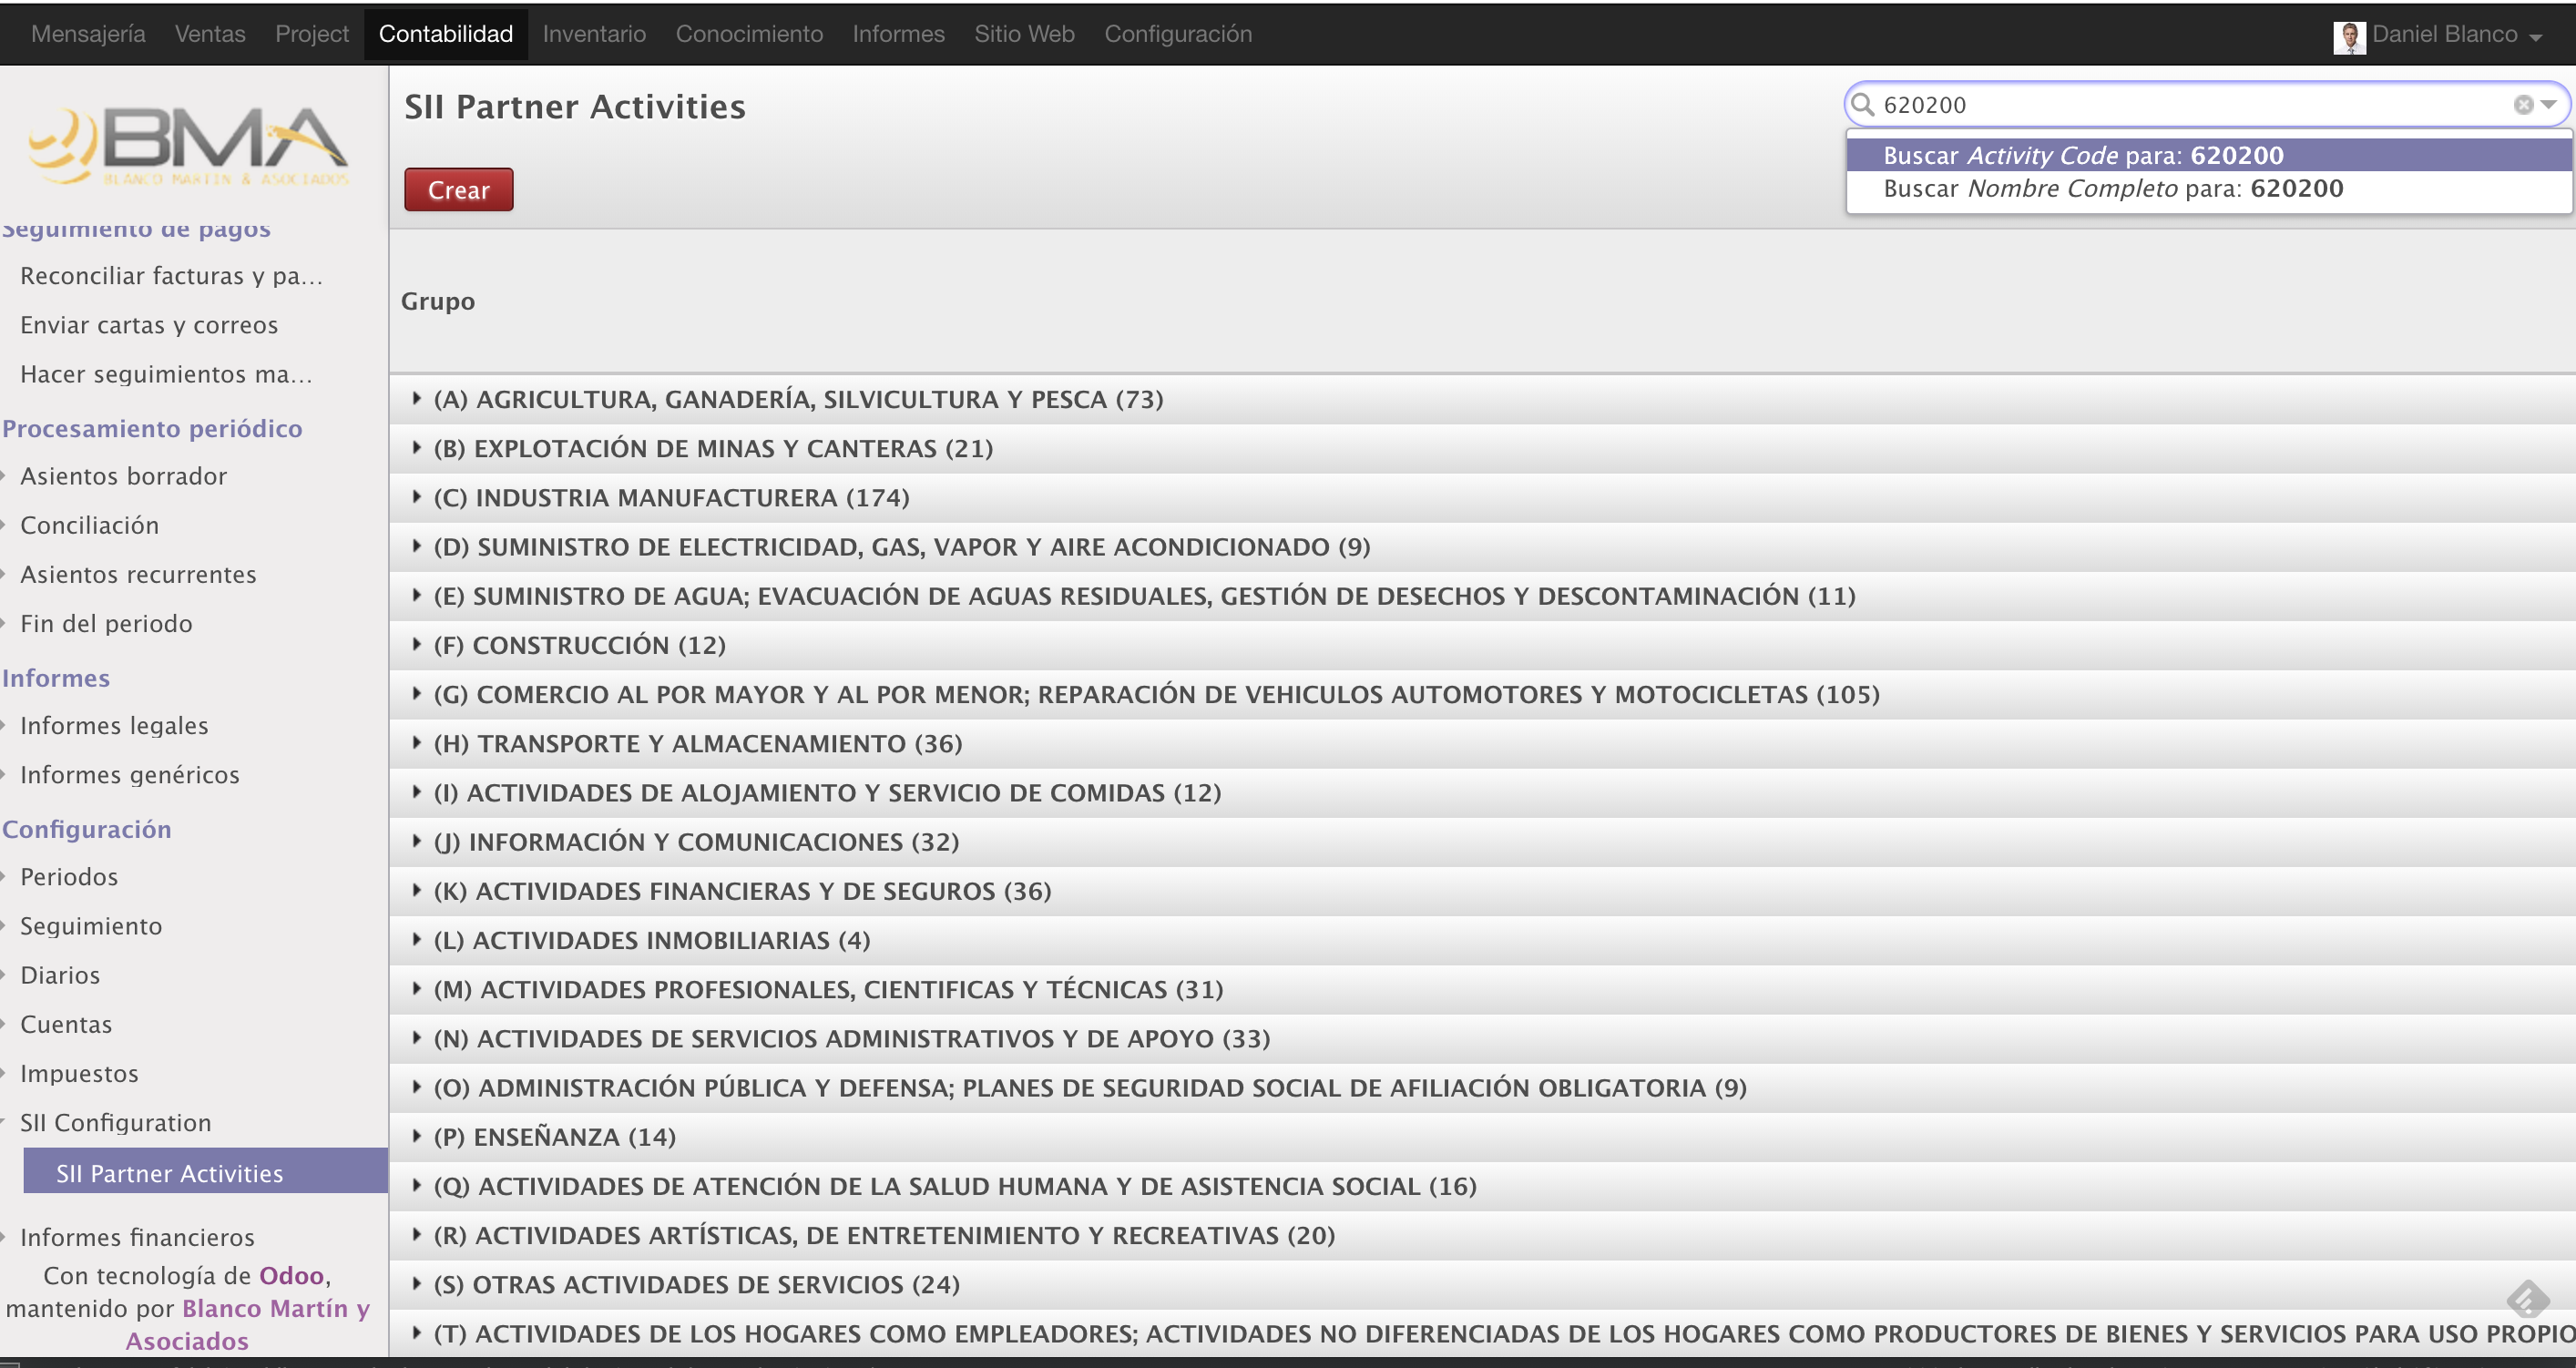 Mensajería Ventas Project Contabilidad Inventario Conocimiento Informes Sitio Web Configuración Daniel Blanco
BMA
BLANCO MARTIN & ASOCIADOS
Seguimiento de pagos
Reconciliar facturas y pa...
Enviar cartas y correos
Hacer seguimientos ma...
Procesamiento periódico
Asientos borrador
Conciliación
Asientos recurrentes
Fin del periodo
Informes
Informes legales
Informes genéricos
Configuración
Periodos
Seguimiento
Diarios
Cuentas
Impuestos
SII Configuration
SII Partner Activities
Informes financieros
Con tecnología de Odoo,
mantenido por Blanco Martín y
Asociados
SII Partner Activities
620200
Buscar Activity Code para: 620200
Buscar Nombre Completo para: 620200
Crear
Grupo
(A) AGRICULTURA, GANADERÍA, SILVICULTURA Y PESCA (73)
(B) EXPLOTACIÓN DE MINAS Y CANTERAS (21)
(C) INDUSTRIA MANUFACTURERA (174)
(D) SUMINISTRO DE ELECTRICIDAD, GAS, VAPOR Y AIRE ACONDICIONADO (9)
(E) SUMINISTRO DE AGUA; EVACUACIÓN DE AGUAS RESIDUALES, GESTIÓN DE DESECHOS Y DESCONTAMINACIÓN (11)
(F) CONSTRUCCIÓN (12)
(G) COMERCIO AL POR MAYOR Y AL POR MENOR; REPARACIÓN DE VEHICULOS AUTOMOTORES Y MOTOCICLETAS (105)
(H) TRANSPORTE Y ALMACENAMIENTO (36)
(I) ACTIVIDADES DE ALOJAMIENTO Y SERVICIO DE COMIDAS (12)
(J) INFORMACIÓN Y COMUNICACIONES (32)
(K) ACTIVIDADES FINANCIERAS Y DE SEGUROS (36)
(L) ACTIVIDADES INMOBILIARIAS (4)
(M) ACTIVIDADES PROFESIONALES, CIENTIFICAS Y TÉCNICAS (31)
(N) ACTIVIDADES DE SERVICIOS ADMINISTRATIVOS Y DE APOYO (33)
(O) ADMINISTRACIÓN PÚBLICA Y DEFENSA; PLANES DE SEGURIDAD SOCIAL DE AFILIACIÓN OBLIGATORIA (9)
(P) ENSEÑANZA (14)
(Q) ACTIVIDADES DE ATENCIÓN DE LA SALUD HUMANA Y DE ASISTENCIA SOCIAL (16)
(R) ACTIVIDADES ARTÍSTICAS, DE ENTRETENIMIENTO Y RECREATIVAS (20)
(S) OTRAS ACTIVIDADES DE SERVICIOS (24)
(T) ACTIVIDADES DE LOS HOGARES COMO EMPLEADORES; ACTIVIDADES NO DIFERENCIADAS DE LOS HOGARES COMO PRODUCTORES DE BIENES Y SERVICIOS PARA USO PROPIO